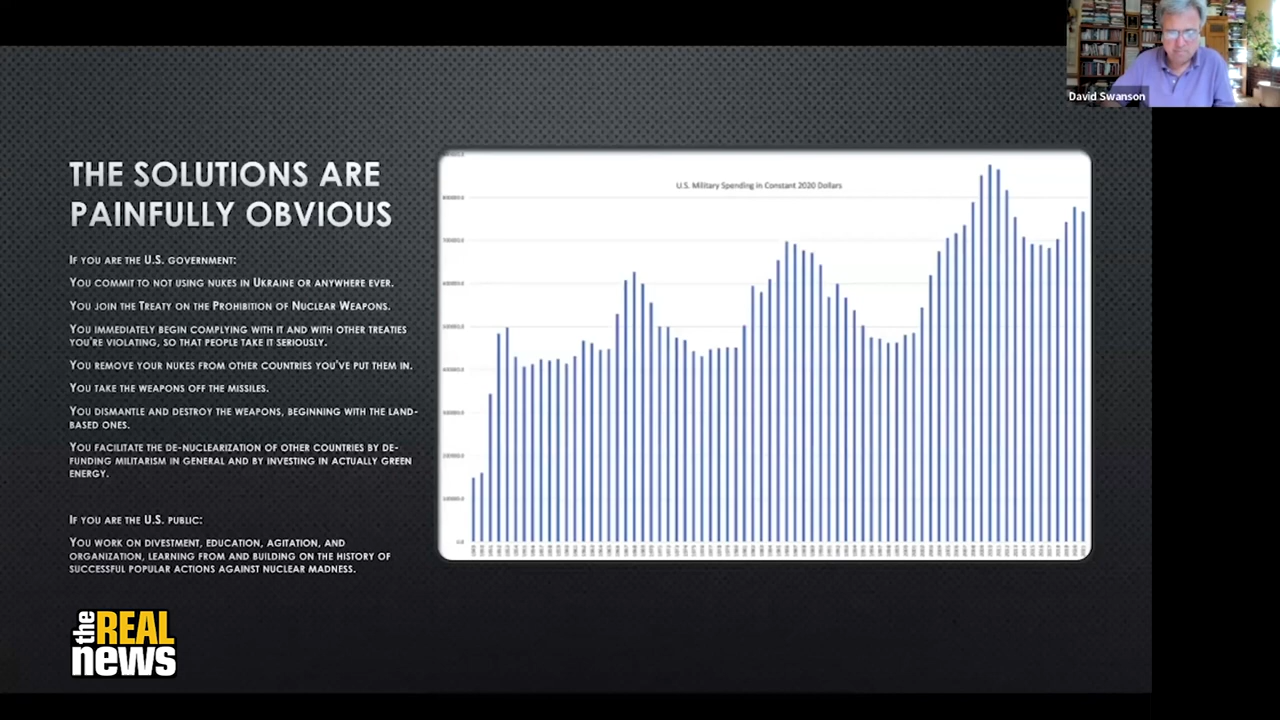 David Swanson
THE SOLUTIONS ARE
PAINFULLY OBVIOUS
IF YOU ARE THE U.S. GOVERNMENT:
YOU COMMIT TO NOT USING NUKES IN UKRAINE OR ANYWHERE EVER.
YOU JOIN THE TREATY ON THE PROHIBITION OF NUCLEAR WEAPONS.
YOU IMMEDIATELY BEGIN COMPLYING WITH IT AND WITH OTHER TREATIES
YOU'RE VIOLATING, SO THAT PEOPLE TAKE IT SERIOUSLY.
YOU REMOVE YOUR NUKES FROM OTHER COUNTRIES YOU'VE PUT THEM IN.
YOU TAKE THE WEAPONS OFF THE MISSILES.
YOU DISMANTLE AND DESTROY THE WEAPONS, BEGINNING WITH THE LAND-
BASED ONES.
YOU FACILITATE THE DE-NUCLEARIZATION OF OTHER COUNTRIES BY DE-
FUNDING MILITARISM IN GENERAL AND BY INVESTING IN ACTUALLY GREEN
ENERGY.
IF YOU ARE THE U.S. PUBLIC:
YOU WORK ON DIVESTMENT, EDUCATION, AGITATION, AND
ORGANIZATION, LEARNING FROM AND BUILDING ON THE HISTORY OF
SUCCESSFUL POPULAR ACTIONS AGAINST NUCLEAR MADNESS.
U.S. Military Spending in Constant 2020 Dollars
the REAL
news